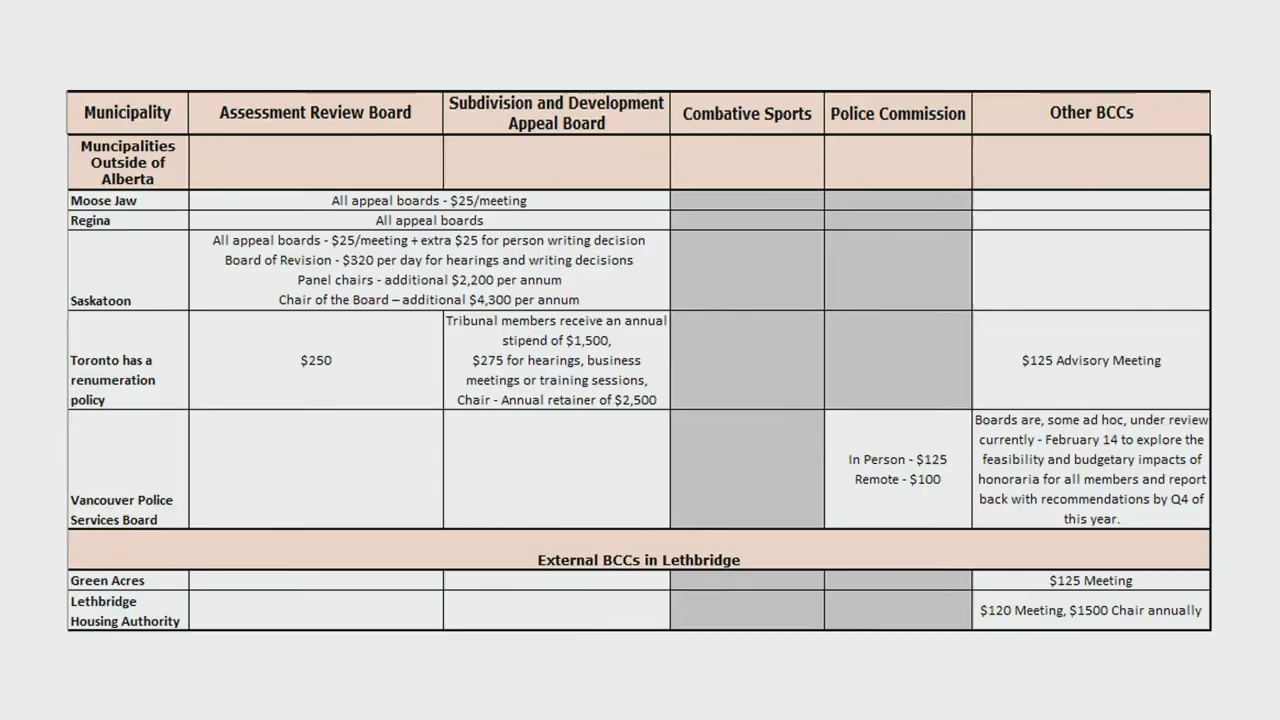 Municipality
Assessment Review Board
Subdivision and Development
Appeal Board
Combative Sports
Police Commission
Other BCCs
Muncipalities
Outside of
Alberta
Moose Jaw
All appeal boards - $25/meeting
Regina
All appeal boards
Saskatoon
All appeal boards - $25/meeting + extra $25 for person writing decision
Board of Revision - $320 per day for hearings and writing decisions
Panel chairs - additional $2,200 per annum
Chair of the Board – additional $4,300 per annum
Toronto has a
renumeration
policy
$250
Tribunal members receive an annual
stipend of $1,500,
$275 for hearings, business
meetings or training sessions,
Chair - Annual retainer of $2,500
$125 Advisory Meeting
Vancouver Police
Services Board
In Person - $125
Remote - $100
Boards are, some ad hoc, under review
currently - February 14 to explore the
feasibility and budgetary impacts of
honoraria for all members and report
back with recommendations by Q4 of
this year.
External BCCs in Lethbridge
Green Acres
$125 Meeting
Lethbridge
Housing Authority
$120 Meeting, $1500 Chair annually